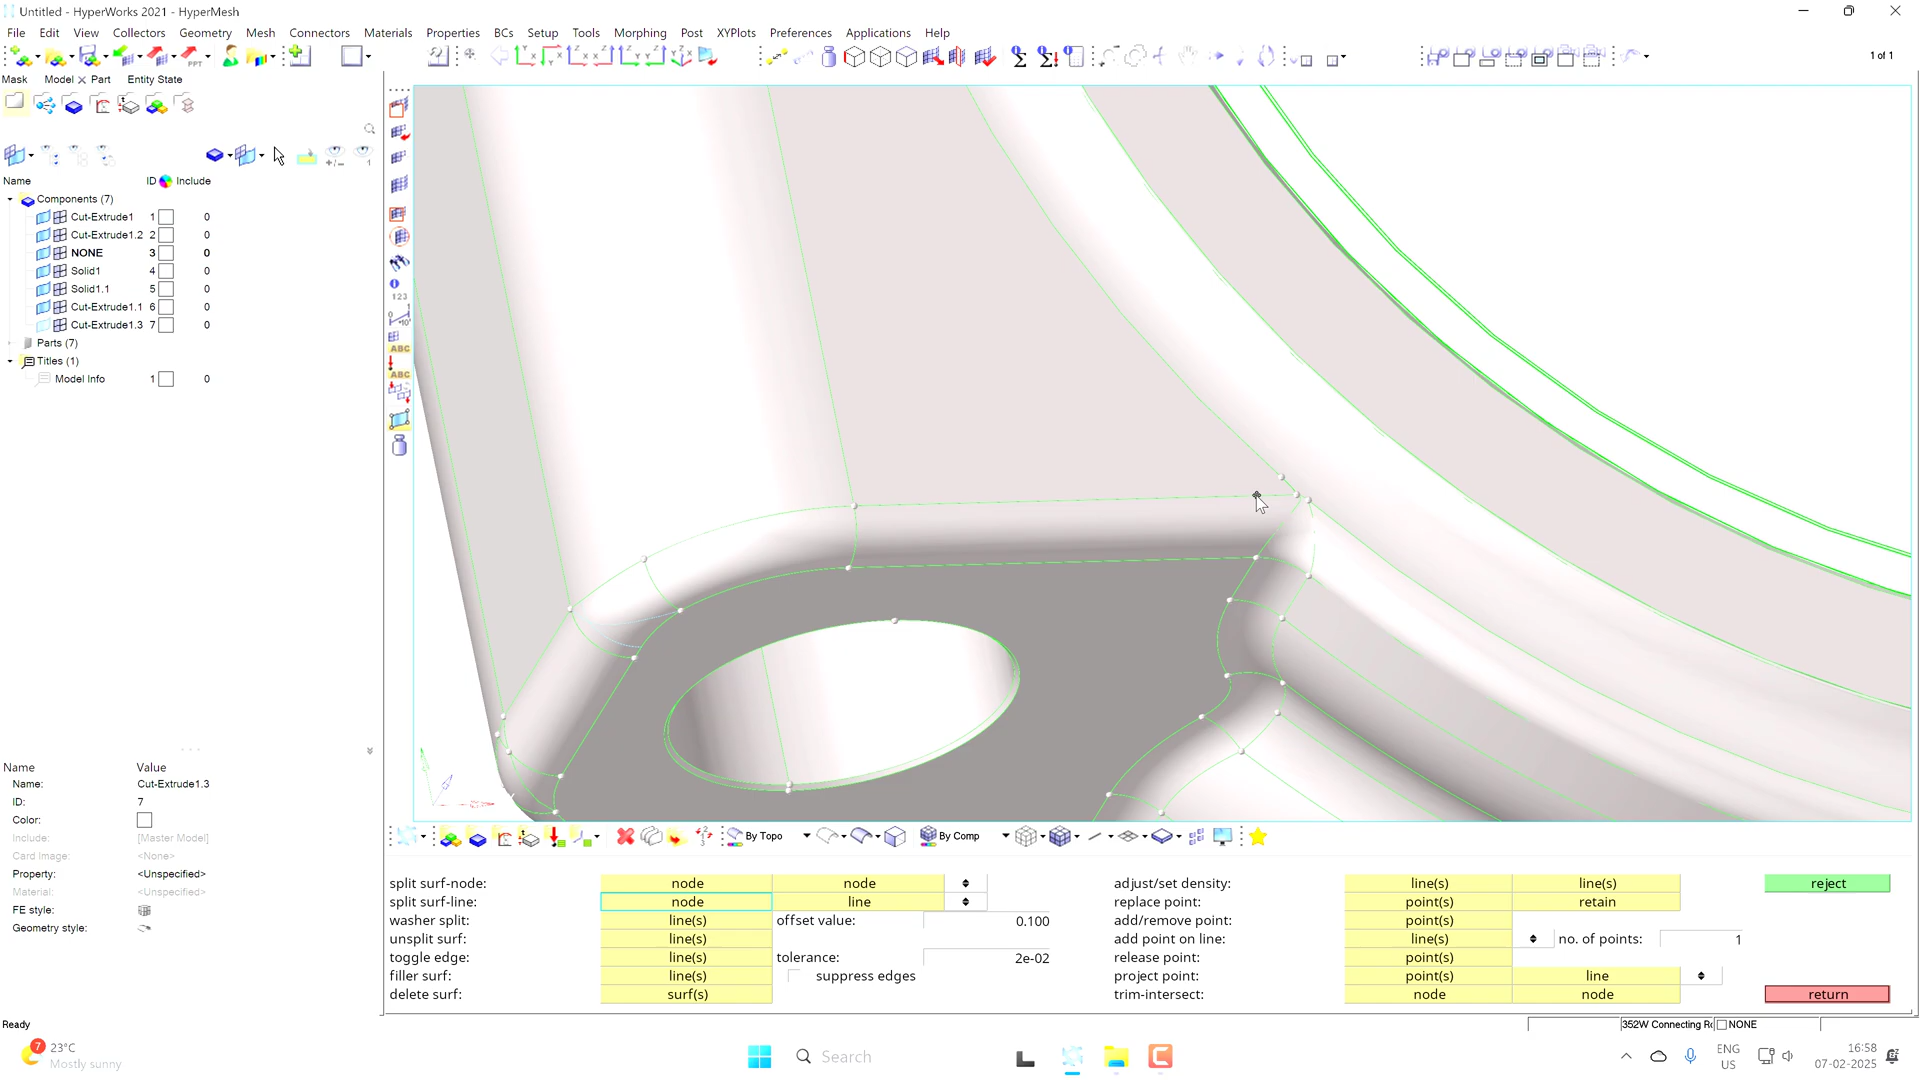 Untitled - HyperWorks 2021 - HyperMesh
File Edit View Collectors Geometry Mesh Connectors Materials Properties BCs Setup Tools Morphing Post XYPlots Preferences Applications Help
1 of 1
Mask Model Part Entity State
Name ID Include
Components (7)
Cut-Extrude1 1 0
Cut-Extrude1.2 2 0
NONE 3 0
Solid1 4 0
Solid1.1 5 0
Cut-Extrude1.1 6 0
Cut-Extrude1.3 7 0
Parts (7)
Titles (1)
Model Info 1 0
123
ABC
ABC
Name Value
Name: Cut-Extrude1.3
ID: 7
Color:
Include: [Master Model]
Card Image: <None>
Property: <Unspecified>
Material: <Unspecified>
FE style:
Geometry style:
By Topo By Comp
split surf-node: node node adjust/set density: line(s) line(s) reject
split surf-line: node line replace point: point(s) retain
washer split: line(s) offset value: 0.100 add/remove point: point(s)
unsplit surf: line(s) add point on line: line(s) no. of points: 1
toggle edge: line(s) tolerance: 2e-02 release point: point(s)
filler surf: line(s) suppress edges project point: point(s) line
delete surf: surf(s) trim-intersect: node node return
Ready
352W Connecting Ro NONE
7
23°C
Mostly sunny
Search
ENG
US
16:58
07-02-2025